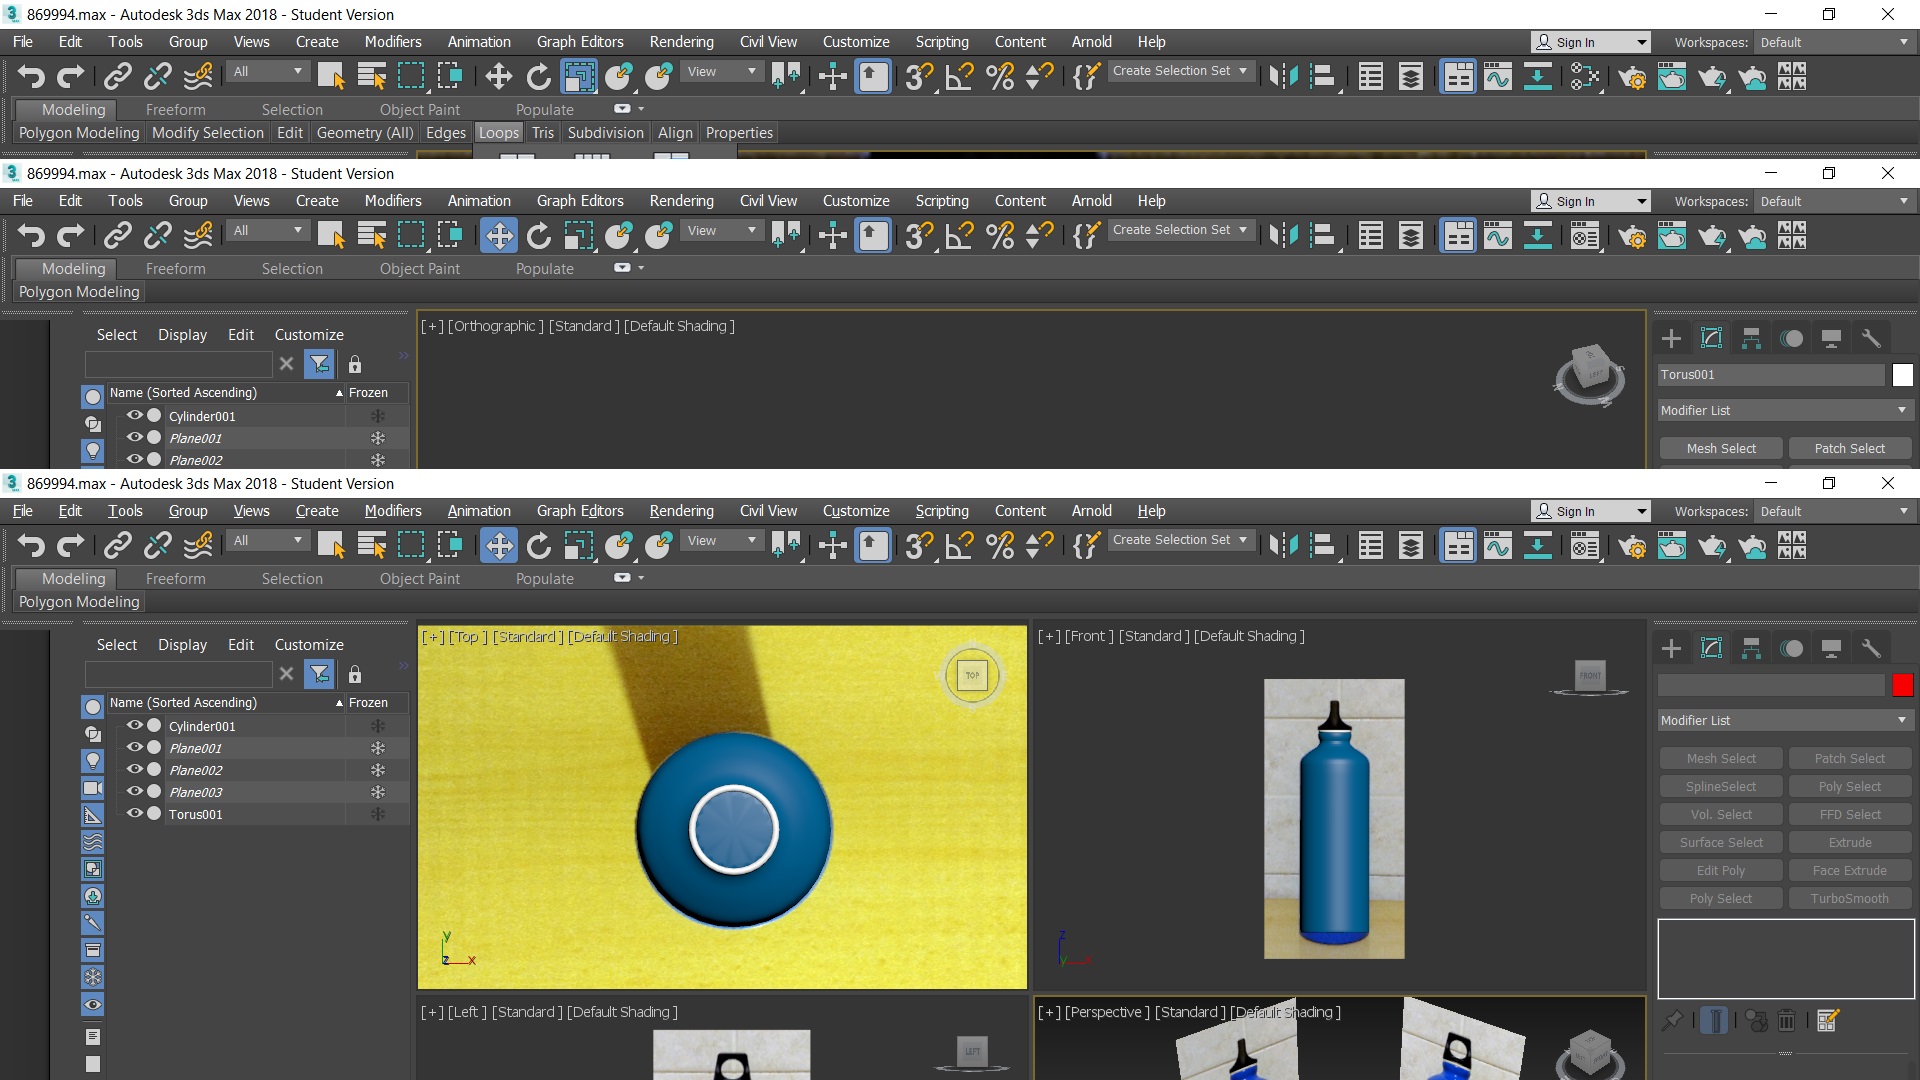 869994.max - Autodesk 3ds Max 2018 - Student Version
File Edit Tools Group Views Create Modifiers Animation Graph Editors Rendering Civil View Customize Scripting Content Arnold Help Sign In Workspaces: Default
All View Create Selection Set
Modeling Freeform Selection Object Paint Populate
Polygon Modeling Modify Selection Edit Geometry (All) Edges Loops Tris Subdivision Align Properties
869994.max - Autodesk 3ds Max 2018 - Student Version
File Edit Tools Group Views Create Modifiers Animation Graph Editors Rendering Civil View Customize Scripting Content Arnold Help Sign In Workspaces: Default
All View Create Selection Set
Modeling Freeform Selection Object Paint Populate
Polygon Modeling
Select Display Edit Customize
[+] [Orthographic ] [Standard ] [Default Shading ]
Torus001
Name (Sorted Ascending) Frozen
Modifier List
Cylinder001
Plane001
Mesh Select Patch Select
Plane002
869994.max - Autodesk 3ds Max 2018 - Student Version
File Edit Tools Group Views Create Modifiers Animation Graph Editors Rendering Civil View Customize Scripting Content Arnold Help Sign In Workspaces: Default
All View Create Selection Set
Modeling Freeform Selection Object Paint Populate
Polygon Modeling
Select Display Edit Customize
[+] [Top ] [Standard ] [Default Shading ]
TOP
[+] [Front ] [Standard ] [Default Shading ]
FRONT
Name (Sorted Ascending) Frozen
Modifier List
Cylinder001
Plane001
Plane002
Plane003
Torus001
Mesh Select Patch Select
SplineSelect Poly Select
Vol. Select FFD Select
Surface Select Extrude
Edit Poly Face Extrude
Poly Select TurboSmooth
y
z x
z
y x
[+] [Left ] [Standard ] [Default Shading ]
LEFT
[+] [Perspective ] [Standard ] [Default Shading ]